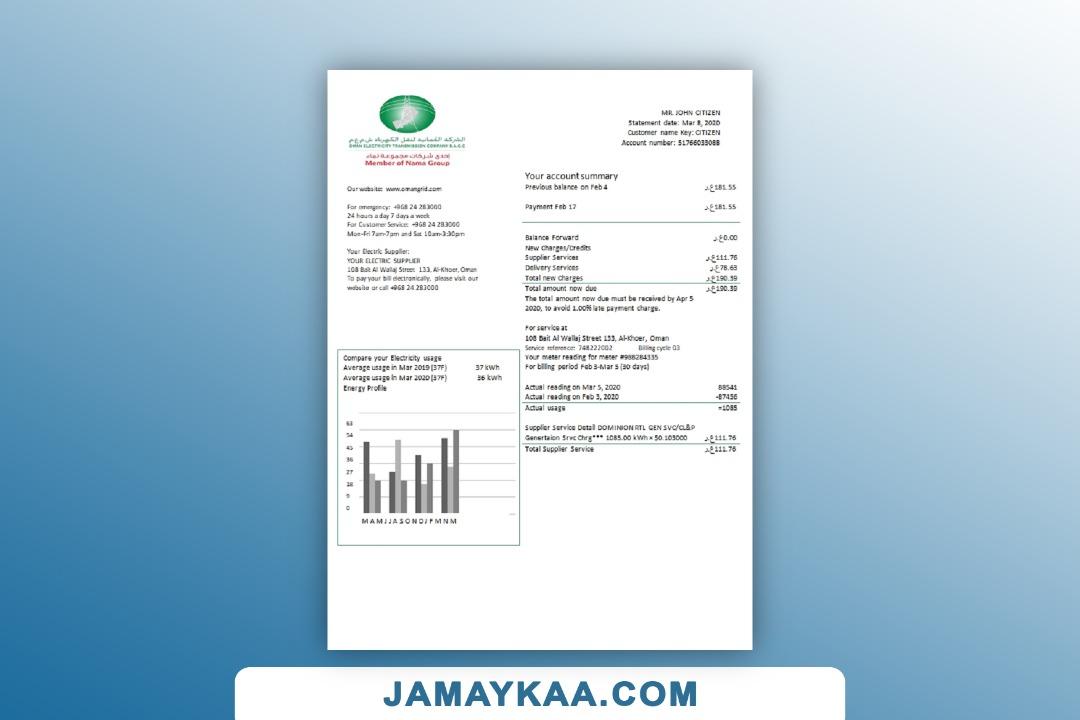 الشركة العمانية لنقل الكهرباء ش.م.ع.م
OMAN ELECTRICITY TRANSMISSION COMPANY S.A.O.C
إحدى شركات مجموعة نماء
Member of Nama Group
MR. JOHN CITIZEN
Statement date: Mar 8, 2020
Customer name Key: CITIZEN
Account number: 517660330BB
Our website: www.omangrid.com
For emergency: +968 24 283000
24 hours a day 7 days a week
For Customer Service: +968 24 283000
Mon-Fri 7am-7pm and Sat 10am-3:30pm
Your Electric Supplier:
YOUR ELECTRIC SUPPLIER
108 Bait Al Wallaj Street 133, Al-Khoer, Oman
To pay your bill electronically, please visit our
website or call +968 24 283000
Your account summary
Previous balance on Feb 4 ر.ع181.55
Payment Feb 17 ر.ع181.55
Balance Forward ر.ع0.00
New Charges/Credits
Supplier Services ر.ع111.76
Delivery Services ر.ع78.63
Total new Charges ر.ع190.39
Total amount now due ر.ع190.39
The total amount now due must be received by Apr 5
2020, to avoid 1.00% late payment charge.
For service at
108 Bait Al Wallaj Street 133, Al-Khoer, Oman
Service reference: 748222002 Billing cycle 03
Your meter reading for meter #988284335
For billing period Feb 3-Mar 5 (30 days)
Actual reading on Mar 5, 2020 88541
Actual reading on Feb 3, 2020 -87456
Actual usage =1085
Supplier Service Detail DOMINION RTL GEN SVC/CL&P
Genertaion Srvc Chrg*** 1085.00 kWh × $0.103000 ر.ع111.76
Total Supplier Service ر.ع111.76
Compare your Electricity usage
Average usage in Mar 2019 (37F) 37 kWh
Average usage in Mar 2020 (37F) 36 kWh
Energy Profile
63
54
45
36
27
18
9
0
M A M J J A S O N D J F M N M
JAMAYKAA.COM